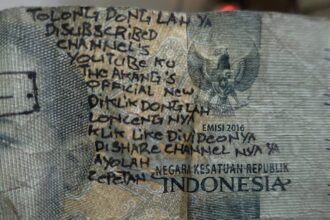 TOLONG DONG LAH YA
DISUBSCRIBED
CHANNEL'S
YOUTUBE KU
THE AKANG'S
OFFICIAL NEW
DIKLIK DONG LAH
LONCENG NYA
KLIK LIKE DIVIDEONYA
DISHARE CHANNEL NYA YA
AYOLAH
CEPETAN
EMISI 2016
NEGARA KESATUAN REPUBLIK
INDONESIA